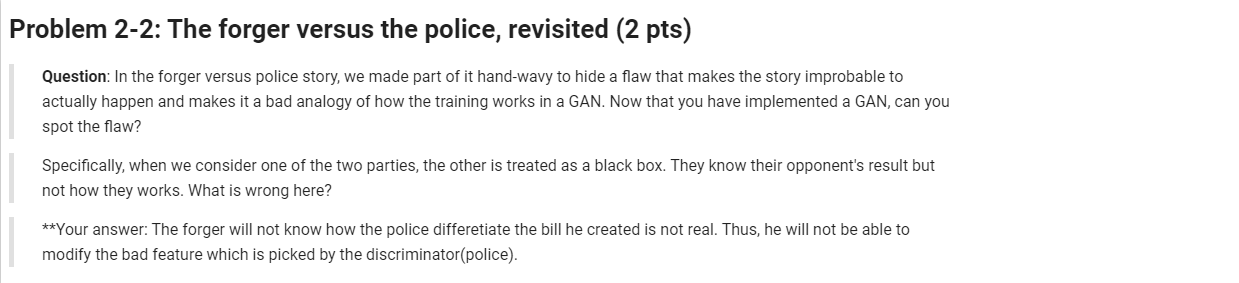 Problem 2-2: The forger versus the police, revisited (2 pts)
Question: In the forger versus police story, we made part of it hand-wavy to hide a flaw that makes the story improbable to
actually happen and makes it a bad analogy of how the training works in a GAN. Now that you have implemented a GAN, can you
spot the flaw?
Specifically, when we consider one of the two parties, the other is treated as a black box. They know their opponent's result but
not how they works. What is wrong here?
**Your answer: The forger will not know how the police differetiate the bill he created is not real. Thus, he will not be able to
modify the bad feature which is picked by the discriminator(police).